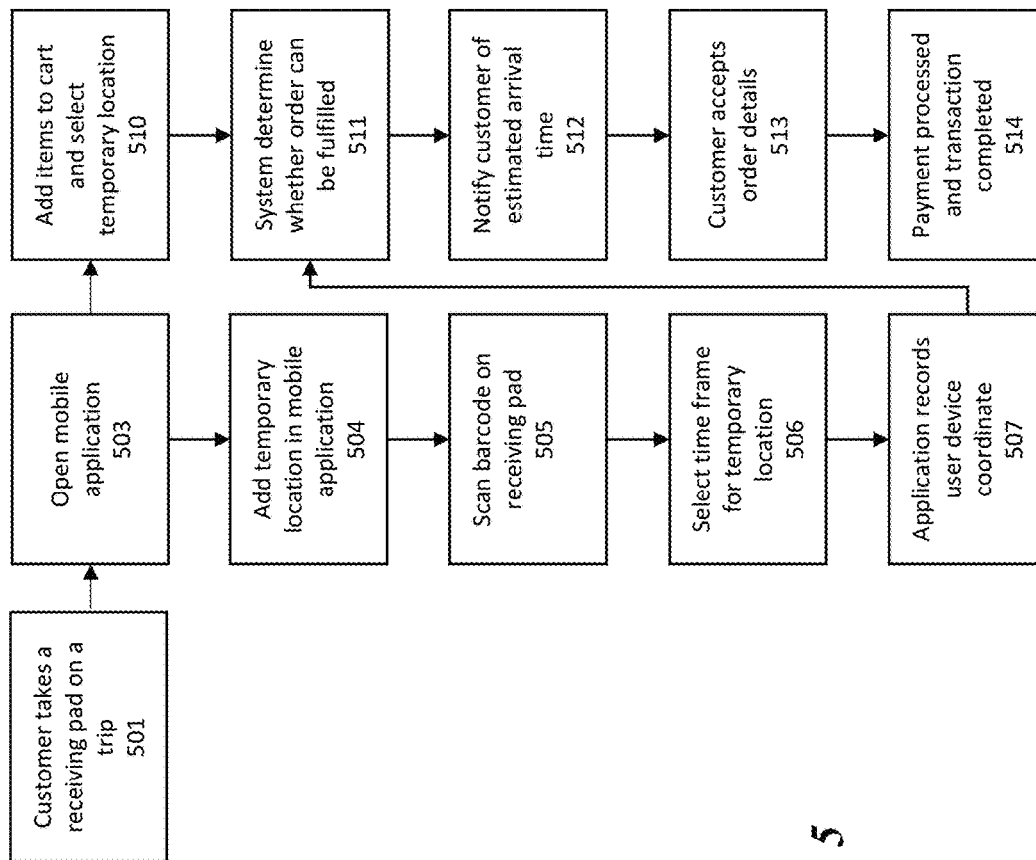 Customer takes a
receiving pad on a
trip
501
Open mobile
application
503
Add temporary
location in mobile
application
504
Scan barcode on
receiving pad
505
Select time frame
for temporary
location
506
Application records
user device
coordinate
507
Add items to cart
and select
temporary location
510
System determine
whether order can
be fulfilled
511
Notify customer of
estimated arrival
time
512
Customer accepts
order details
513
Payment processed
and transaction
completed
514
5